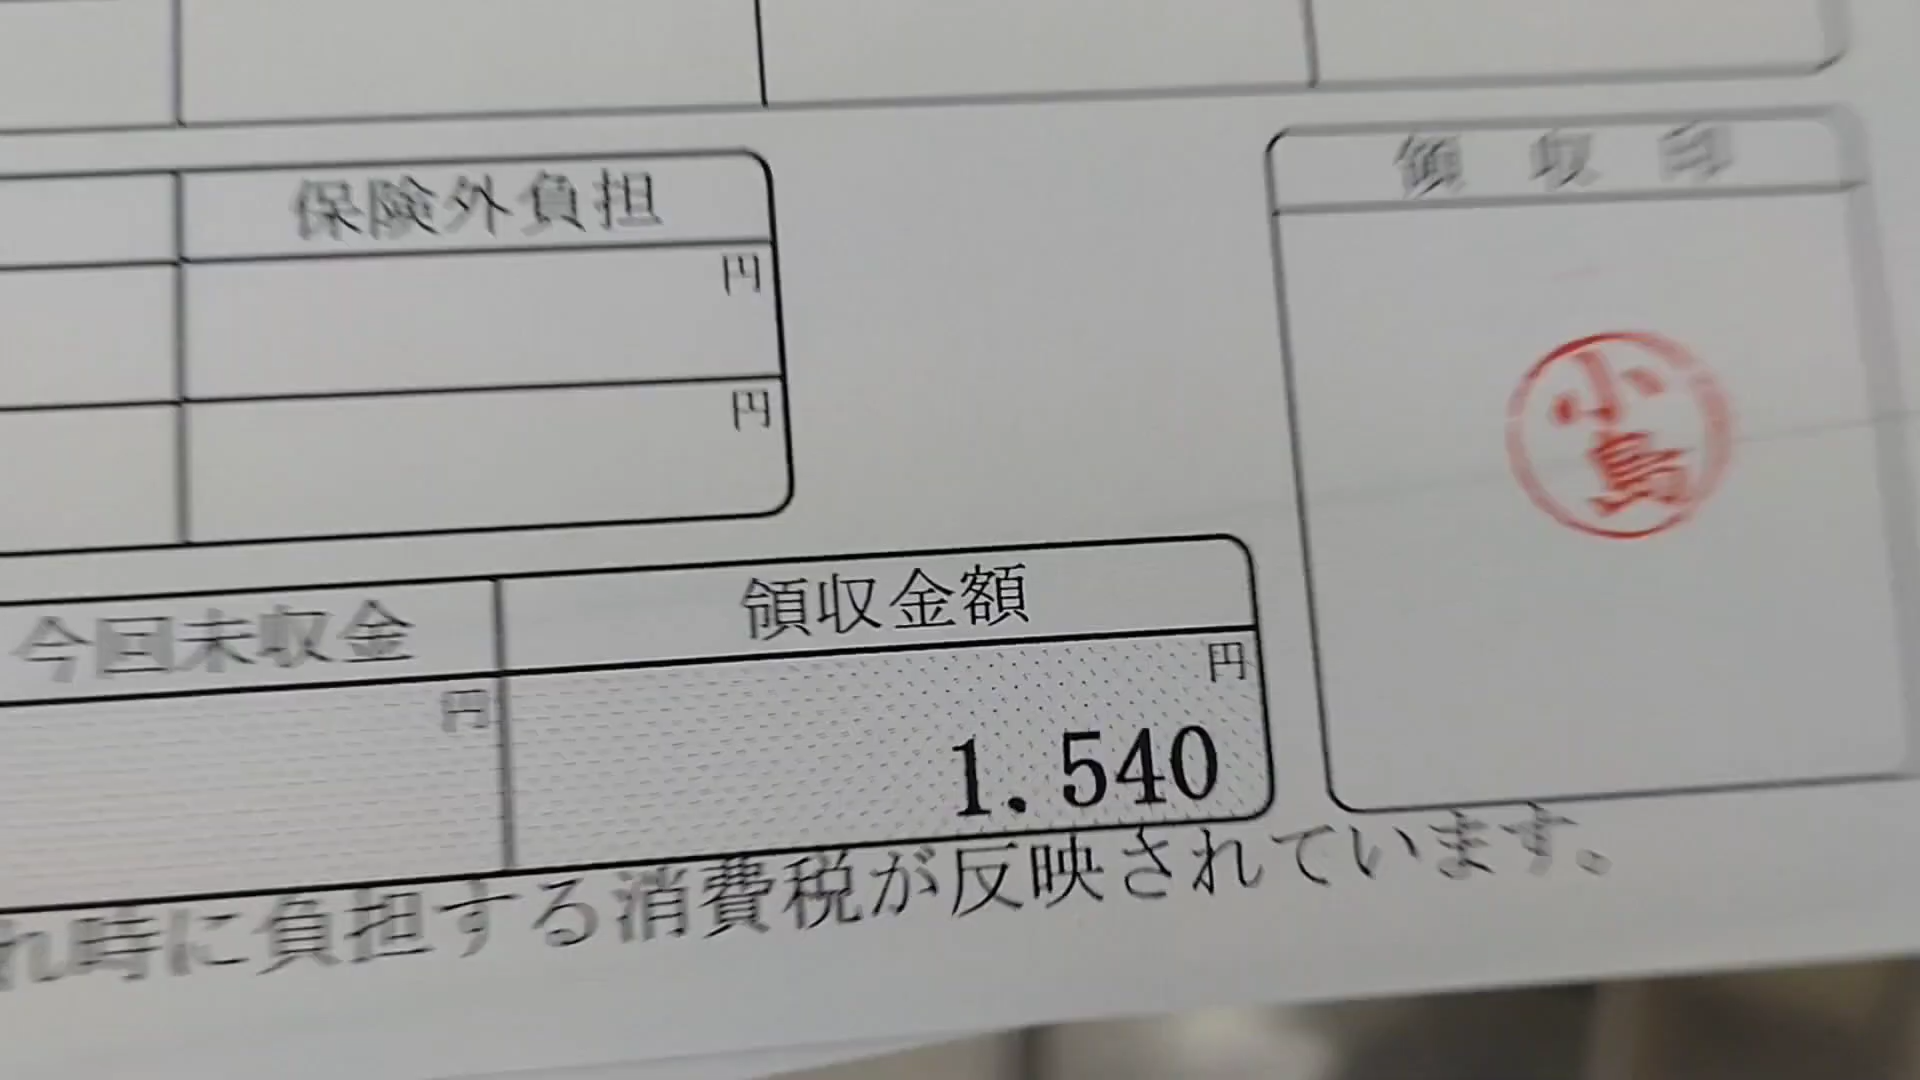 保険外負担
円
円
領収印
小島
今回未収金
円
領収金額
円
1.540
れ時に負担する消費税が反映されています。